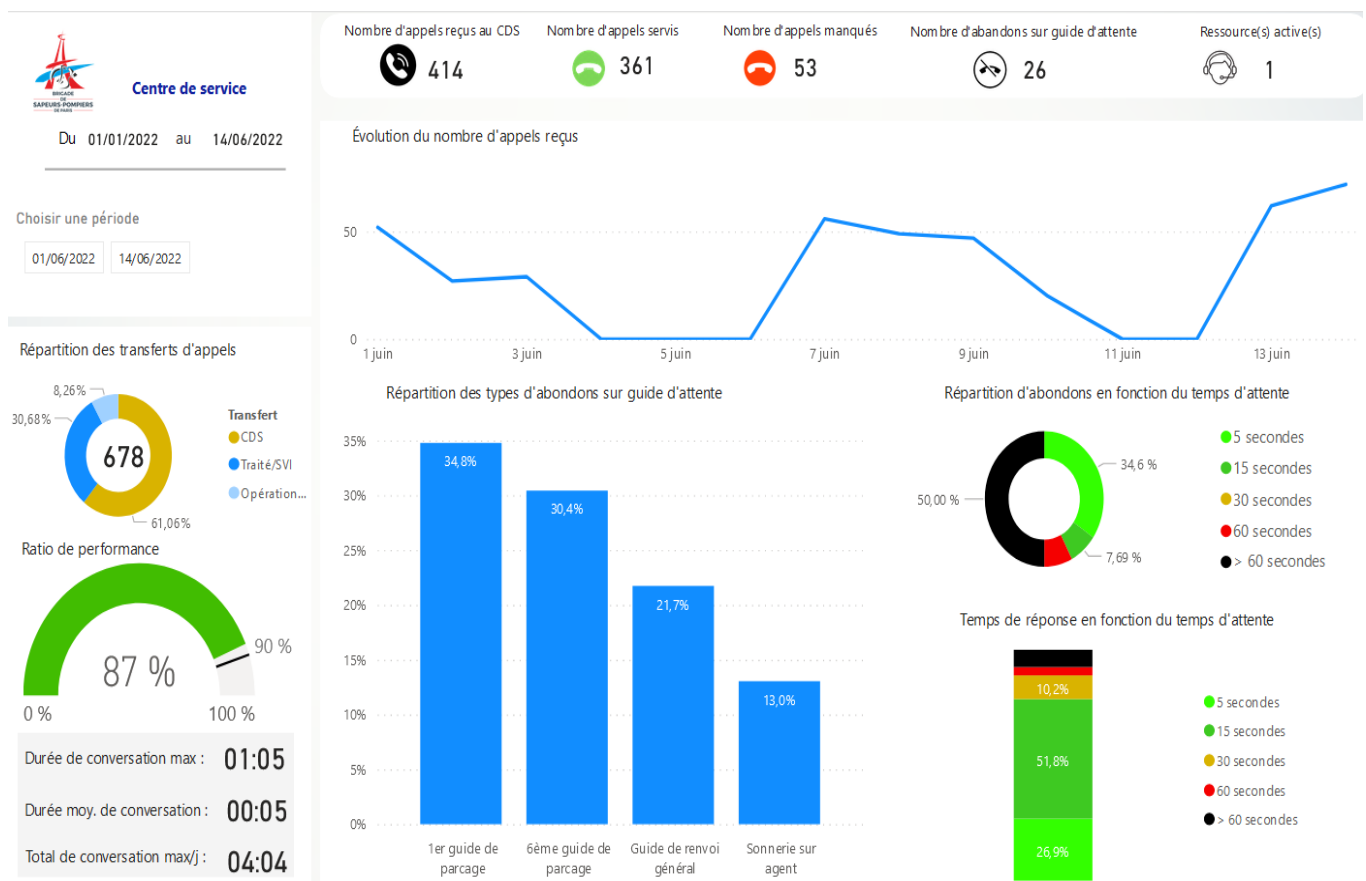 BRIGADE
DE
SAPEURS-POMPIERS
DE PARIS
Centre de service
Du 01/01/2022 au 14/06/2022
Choisir une période
01/06/2022 14/06/2022
Nombre d'appels reçus au CDS
414
Nombre d'appels servis
361
Nombre d'appels manqués
53
Nombre d'abandons sur guide d'attente
26
Ressource(s) active(s)
1
Évolution du nombre d'appels reçus
50
0
1 juin 3 juin 5 juin 7 juin 9 juin 11 juin 13 juin
Répartition des transferts d'appels
8,26%
30,68%
678
61,06%
Transfert
CDS
Traité/SVI
Opération...
Ratio de performance
87 %
90 %
0 %
100 %
Durée de conversation max : 01:05
Durée moy. de conversation : 00:05
Total de conversation max/j : 04:04
Répartition des types d'abondons sur guide d'attente
35%
30%
25%
20%
15%
10%
5%
0%
34,8%
30,4%
21,7%
13,0%
1er guide de
parcage
6ème guide de
parcage
Guide de renvoi
général
Sonnerie sur
agent
Répartition d'abondons en fonction du temps d'attente
34,6 %
50,00 %
7,69 %
5 secondes
15 secondes
30 secondes
60 secondes
> 60 secondes
Temps de réponse en fonction du temps d'attente
10,2%
51,8%
26,9%
5 secondes
15 secondes
30 secondes
60 secondes
> 60 secondes